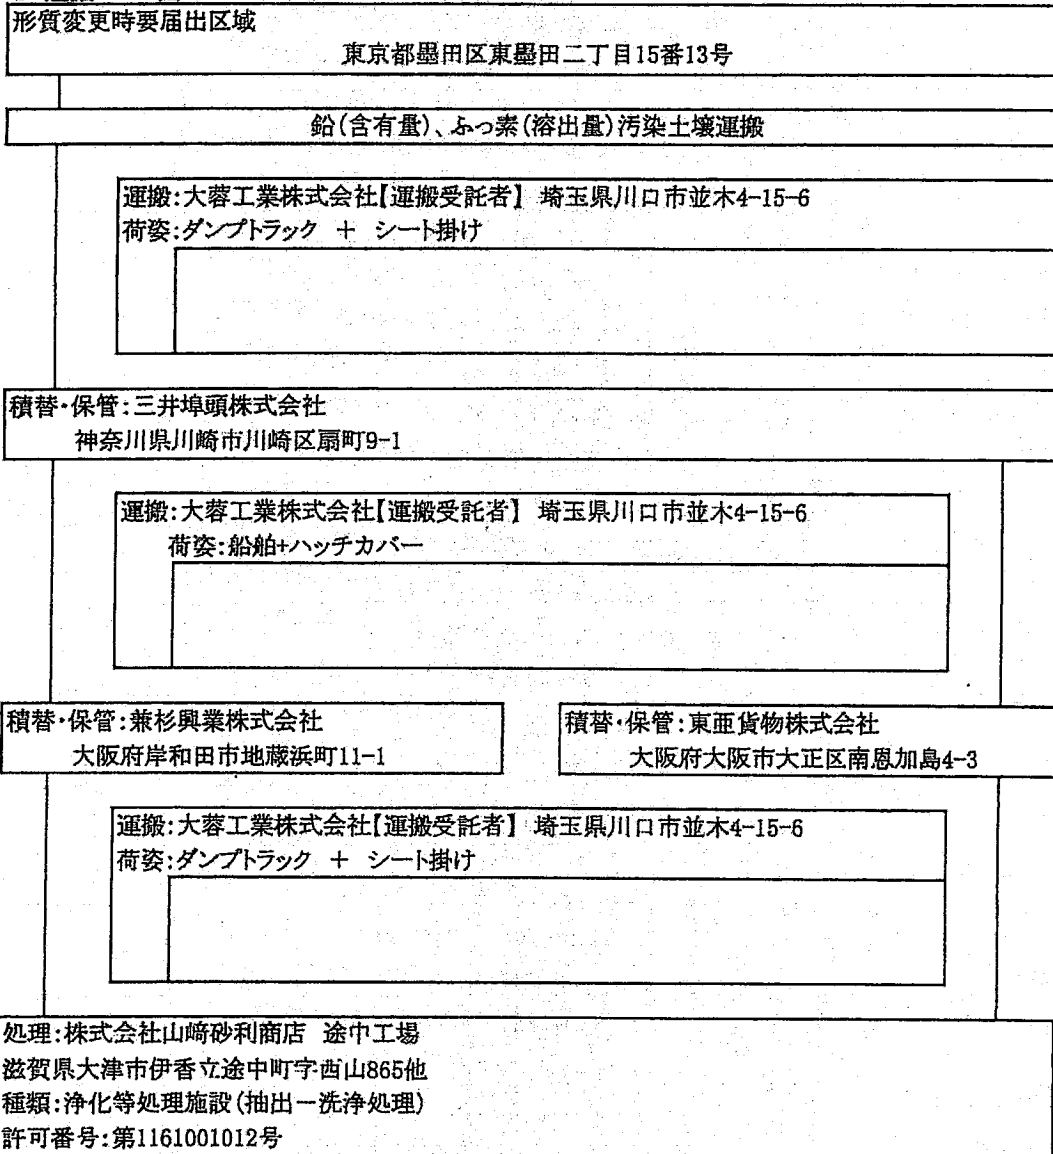 形質変更時要届出区域
東京都墨田区東墨田二丁目15番13号
鉛(含有量)、ふっ素(溶出量)汚染土壌運搬
運搬:大蓉工業株式会社【運搬受託者】 埼玉県川口市並木4-15-6
荷姿:ダンプトラック + シート掛け
積替・保管:三井埠頭株式会社
神奈川県川崎市川崎区扇町9-1
運搬:大蓉工業株式会社【運搬受託者】 埼玉県川口市並木4-15-6
荷姿:船舶+ハッチカバー
積替・保管:兼杉興業株式会社
大阪府岸和田市地蔵浜町11-1
積替・保管:東亜貨物株式会社
大阪府大阪市大正区南恩加島4-3
運搬:大蓉工業株式会社【運搬受託者】 埼玉県川口市並木4-15-6
荷姿:ダンプトラック + シート掛け
処理:株式会社山﨑砂利商店 途中工場
滋賀県大津市伊香立途中町字西山865他
種類:浄化等処理施設(抽出ー洗浄処理)
許可番号:第1161001012号